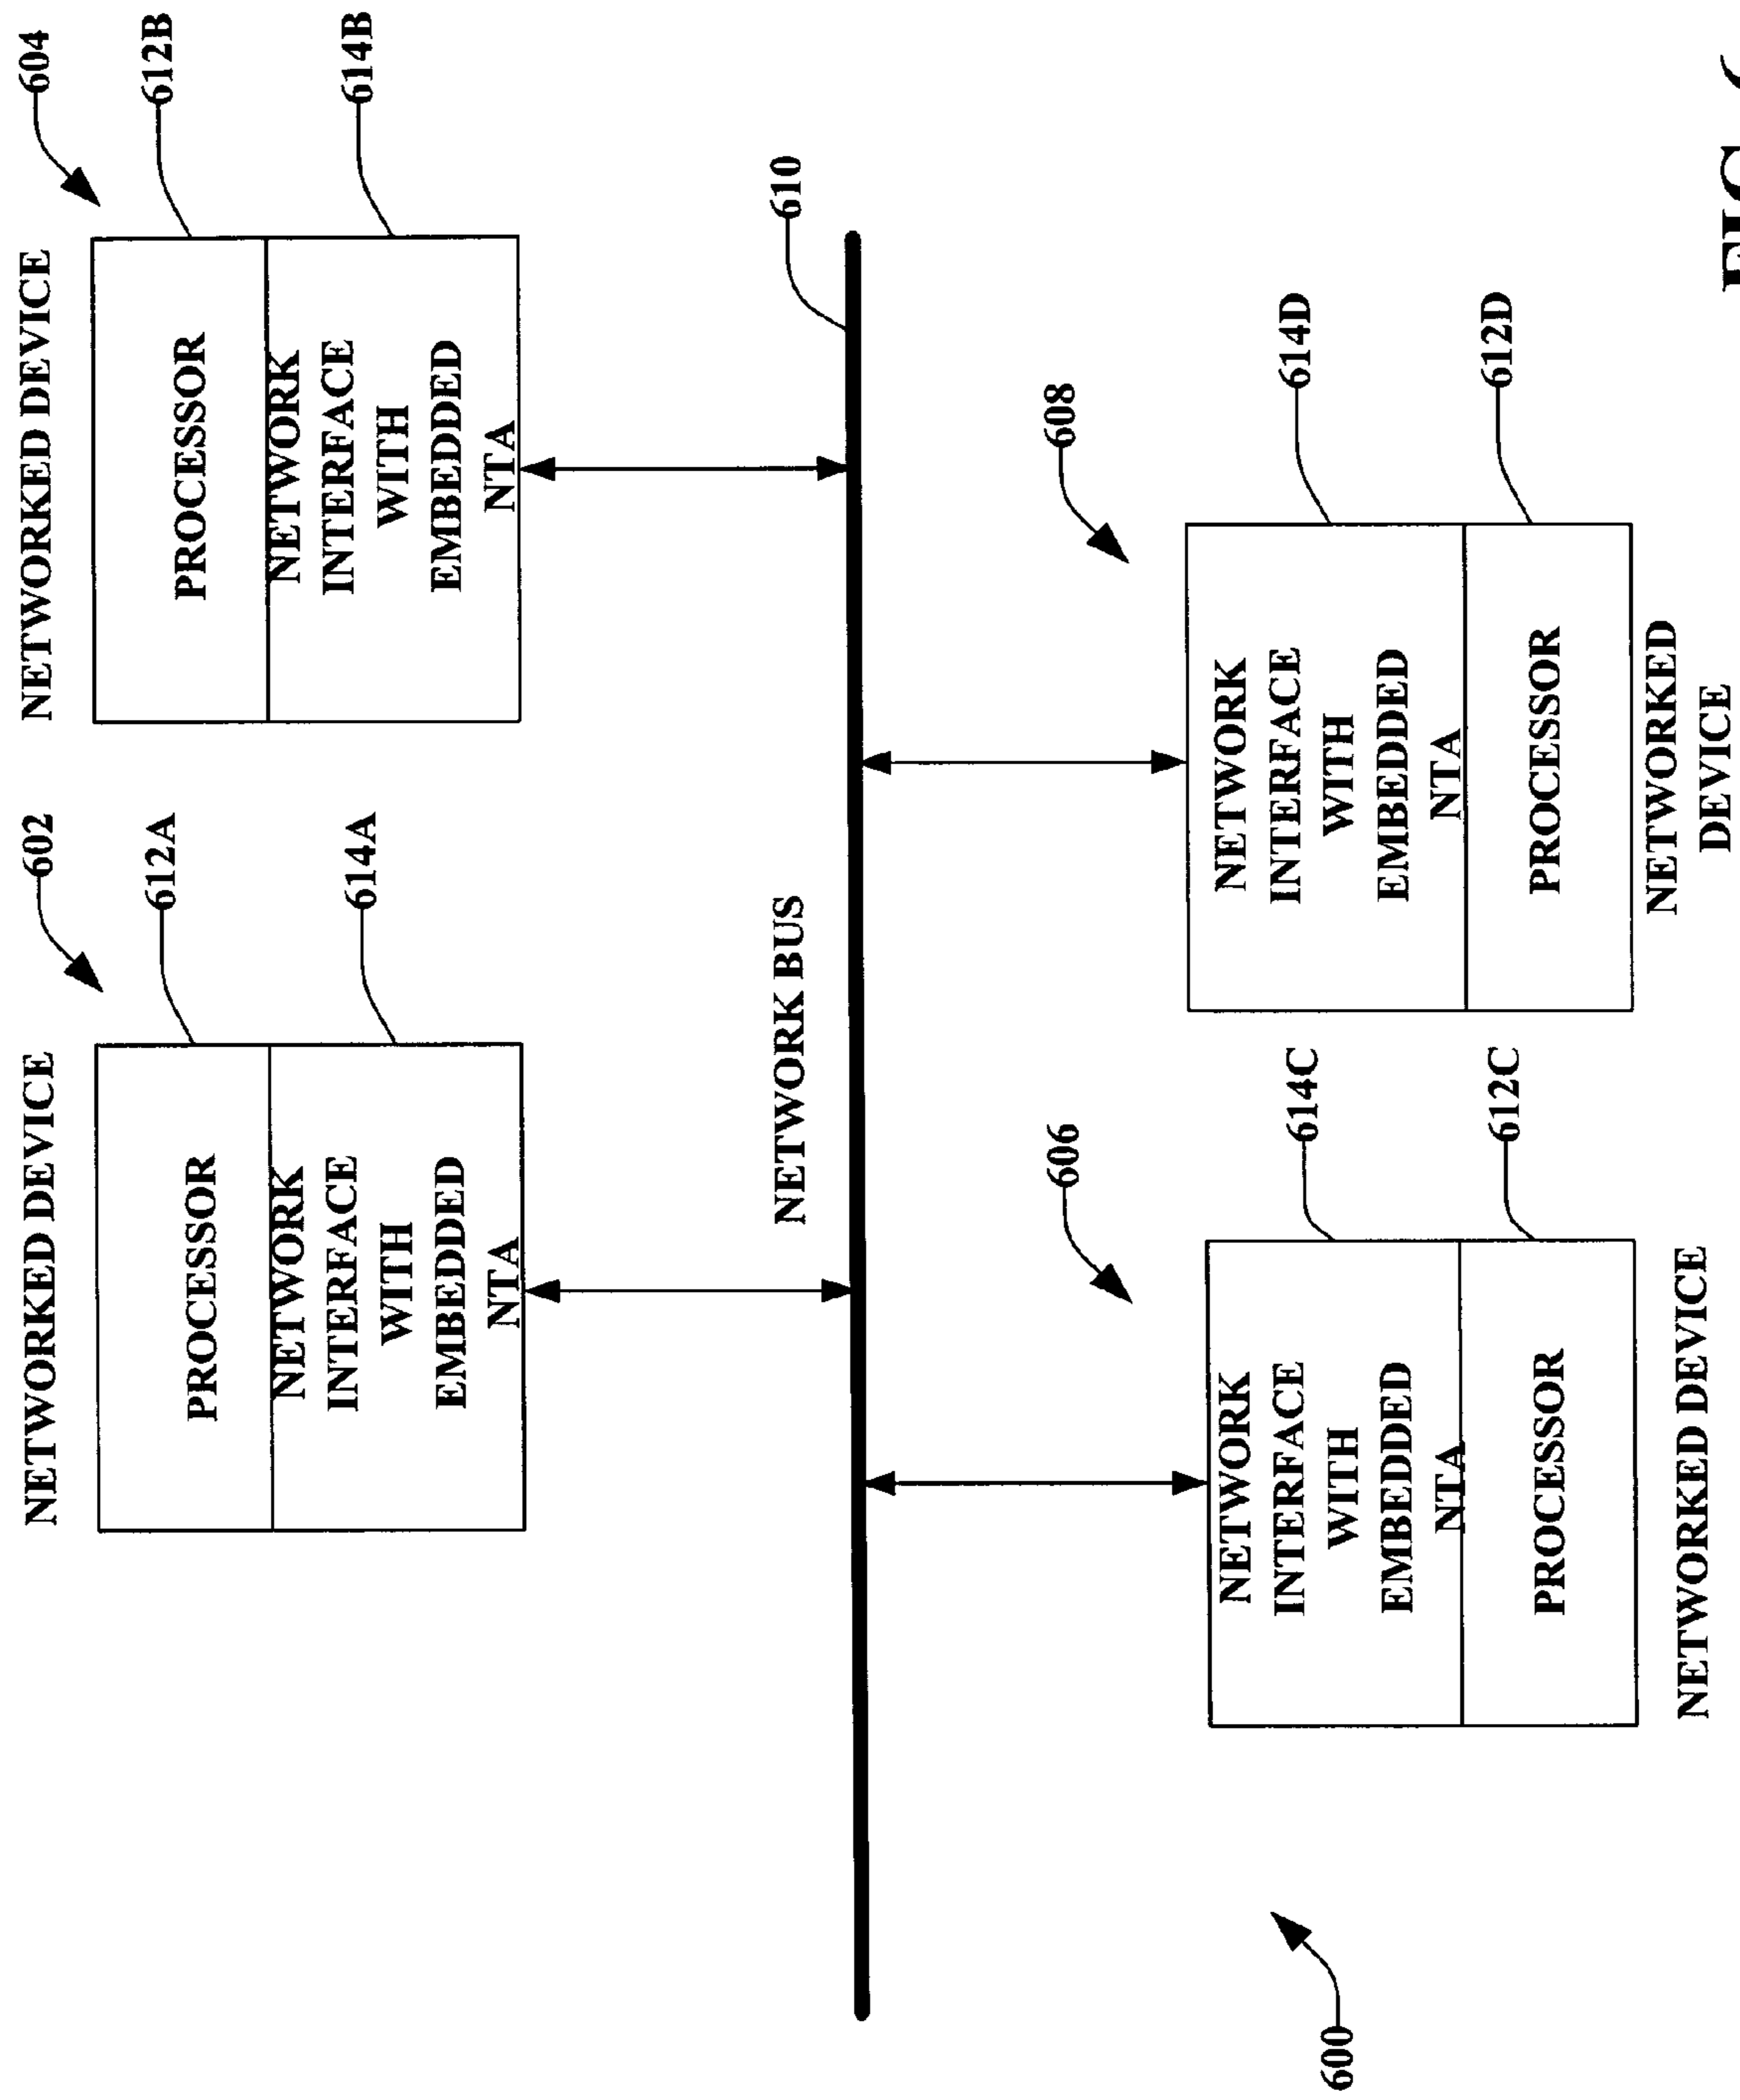 NETWORKED DEVICE
602
NETWORKED DEVICE
604
PROCESSOR
612A
PROCESSOR
612B
NETWORK
INTERFACE
WITH
EMBEDDED
NTA
614A
NETWORK
INTERFACE
WITH
EMBEDDED
NTA
614B
NETWORK BUS
610
606
608
NETWORK
INTERFACE
WITH
EMBEDDED
NTA
614C
NETWORK
INTERFACE
WITH
EMBEDDED
NTA
614D
PROCESSOR
612C
PROCESSOR
612D
600
NETWORKED DEVICE
NETWORKED
DEVICE